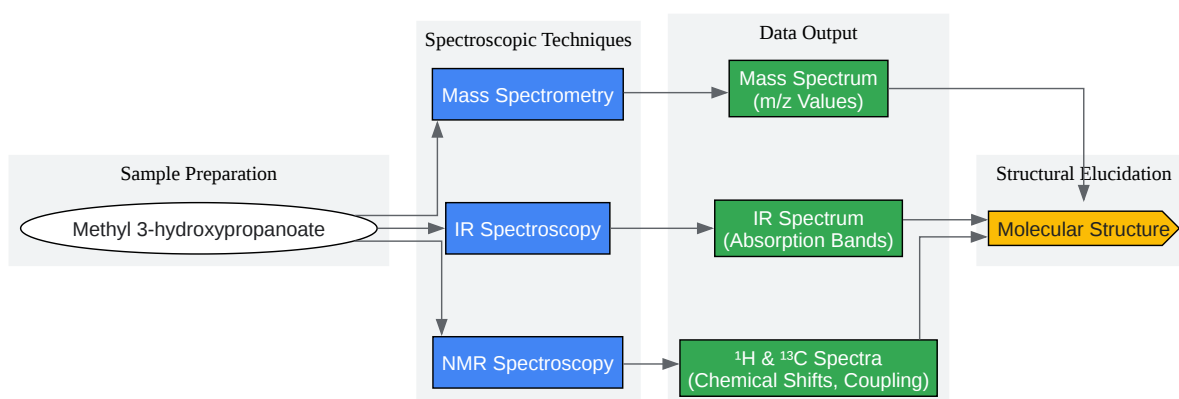 Spectroscopic Techniques
Data Output
Mass Spectrometry
Mass Spectrum
(m/z Values)
Sample Preparation
Structural Elucidation
Methyl 3-hydroxypropanoate
IR Spectroscopy
IR Spectrum
(Absorption Bands)
Molecular Structure
NMR Spectroscopy
¹H & ¹³C Spectra
(Chemical Shifts, Coupling)